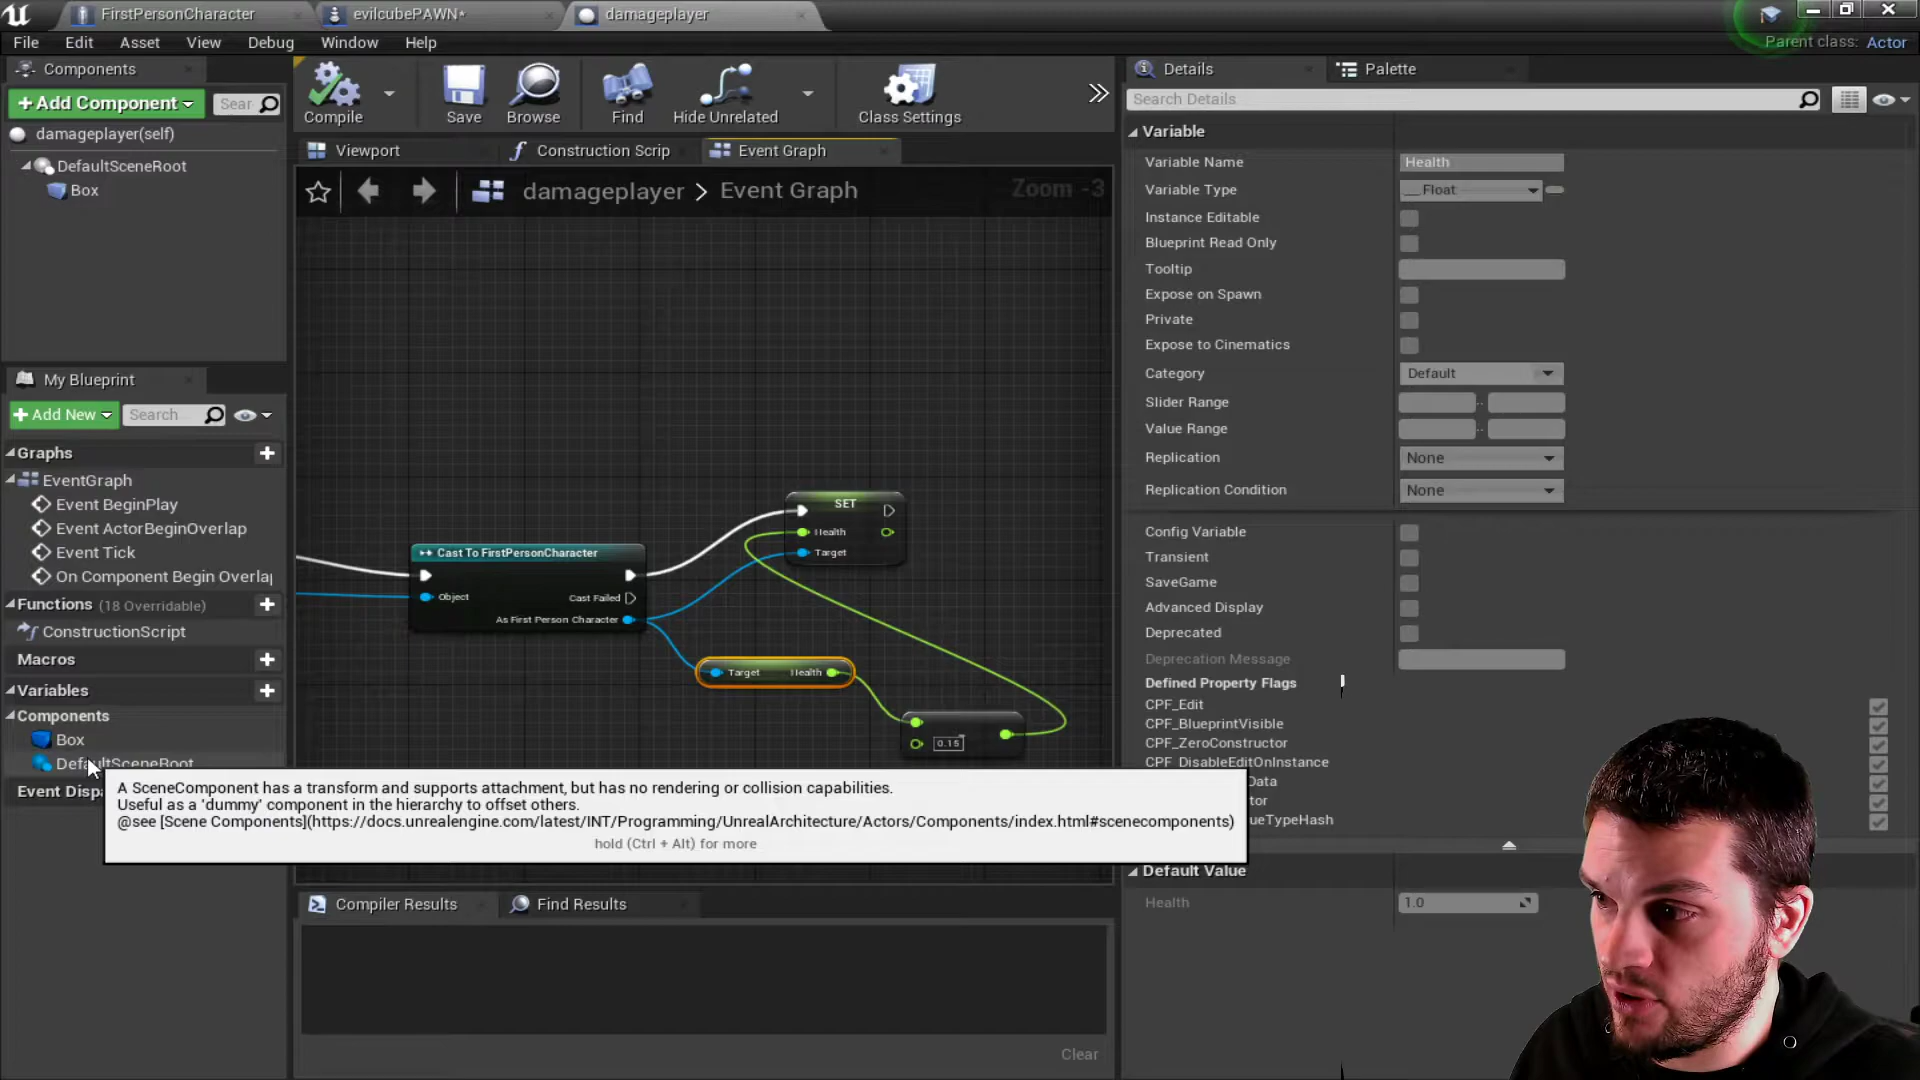 FirstPersonCharacter
evilcubePAWN*
damageplayer
File Edit Asset View Debug Window Help
Parent class: Actor
Components
+Add Component
Sear
damageplayer(self)
DefaultSceneRoot
Box
Compile
Save
Browse
Find
Hide Unrelated
Class Settings
Viewport
Construction Scrip
Event Graph
damageplayer > Event Graph
Zoom -3
My Blueprint
+Add New
Search
Graphs
EventGraph
Event BeginPlay
Event ActorBeginOverlap
Event Tick
On Component Begin Overlap
Functions (18 Overridable)
ConstructionScript
Macros
Variables
Components
Box
DefaultSceneRoot
Event Dispa
SET
Health
Target
Cast To FirstPersonCharacter
Object
Cast Failed
As First Person Character
Target Health
0.15
A SceneComponent has a transform and supports attachment, but has no rendering or collision capabilities.
Useful as a 'dummy' component in the hierarchy to offset others.
@see [Scene Components](https://docs.unrealengine.com/latest/INT/Programming/UnrealArchitecture/Actors/Components/index.html#scenecomponents)
hold (Ctrl + Alt) for more
Compiler Results
Find Results
Clear
Details
Palette
Search Details
Variable
Variable Name Health
Variable Type Float
Instance Editable
Blueprint Read Only
Tooltip
Expose on Spawn
Private
Expose to Cinematics
Category Default
Slider Range
Value Range
Replication None
Replication Condition None
Config Variable
Transient
SaveGame
Advanced Display
Deprecated
Deprecation Message
Defined Property Flags
CPF_Edit
CPF_BlueprintVisible
CPF_ZeroConstructor
CPF_DisableEditOnInstance
Data
tor
ueTypeHash
Default Value
Health 1.0